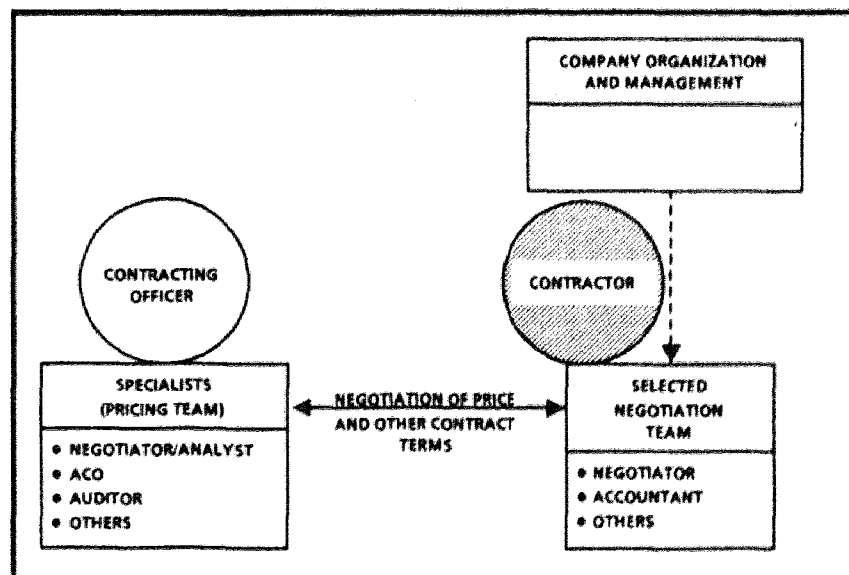 COMPANY ORGANIZATION
AND MANAGEMENT
CONTRACTING
OFFICER
CONTRACTOR
SPECIALISTS
(PRICING TEAM)
• NEGOTIATOR/ANALYST
• ACO
• AUDITOR
• OTHERS
NEGOTIATION OF PRICE
AND OTHER CONTRACT
TERMS
SELECTED
NEGOTIATION
TEAM
• NEGOTIATOR
• ACCOUNTANT
• OTHERS